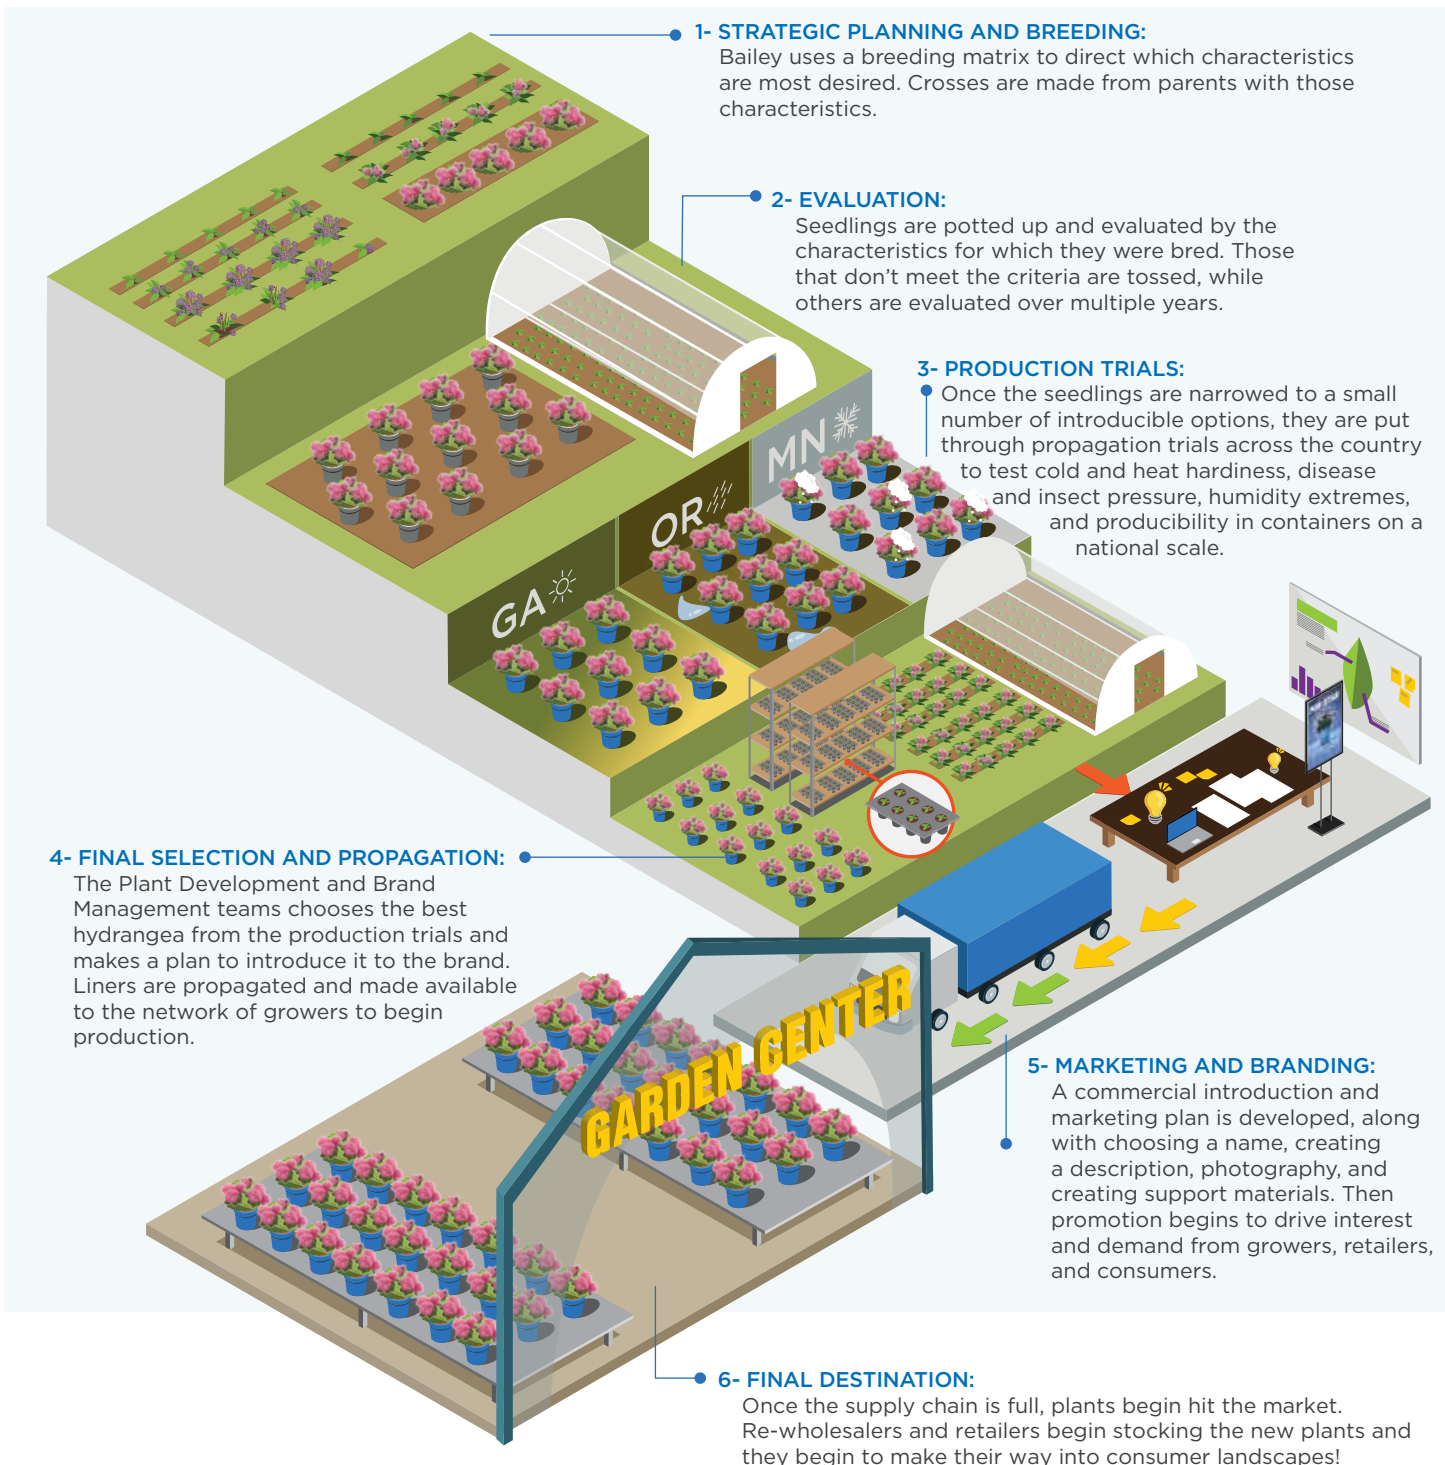 1- STRATEGIC PLANNING AND BREEDING:
Bailey uses a breeding matrix to direct which characteristics
are most desired. Crosses are made from parents with those
characteristics.
2- EVALUATION:
Seedlings are potted up and evaluated by the
characteristics for which they were bred. Those
that don't meet the criteria are tossed, while
others are evaluated over multiple years.
3- PRODUCTION TRIALS:
Once the seedlings are narrowed to a small
number of introducible options, they are put
through propagation trials across the country
to test cold and heat hardiness, disease
and insect pressure, humidity extremes,
and producibility in containers on a
national scale.
MN
OR
GA
4- FINAL SELECTION AND PROPAGATION:
The Plant Development and Brand
Management teams chooses the best
hydrangea from the production trials and
makes a plan to introduce it to the brand.
Liners are propagated and made available
to the network of growers to begin
production.
GARDEN CENTER
5- MARKETING AND BRANDING:
A commercial introduction and
marketing plan is developed, along
with choosing a name, creating
a description, photography, and
creating support materials. Then
promotion begins to drive interest
and demand from growers, retailers,
and consumers.
6- FINAL DESTINATION:
Once the supply chain is full, plants begin hit the market.
Re-wholesalers and retailers begin stocking the new plants and
they begin to make their way into consumer landscapes!